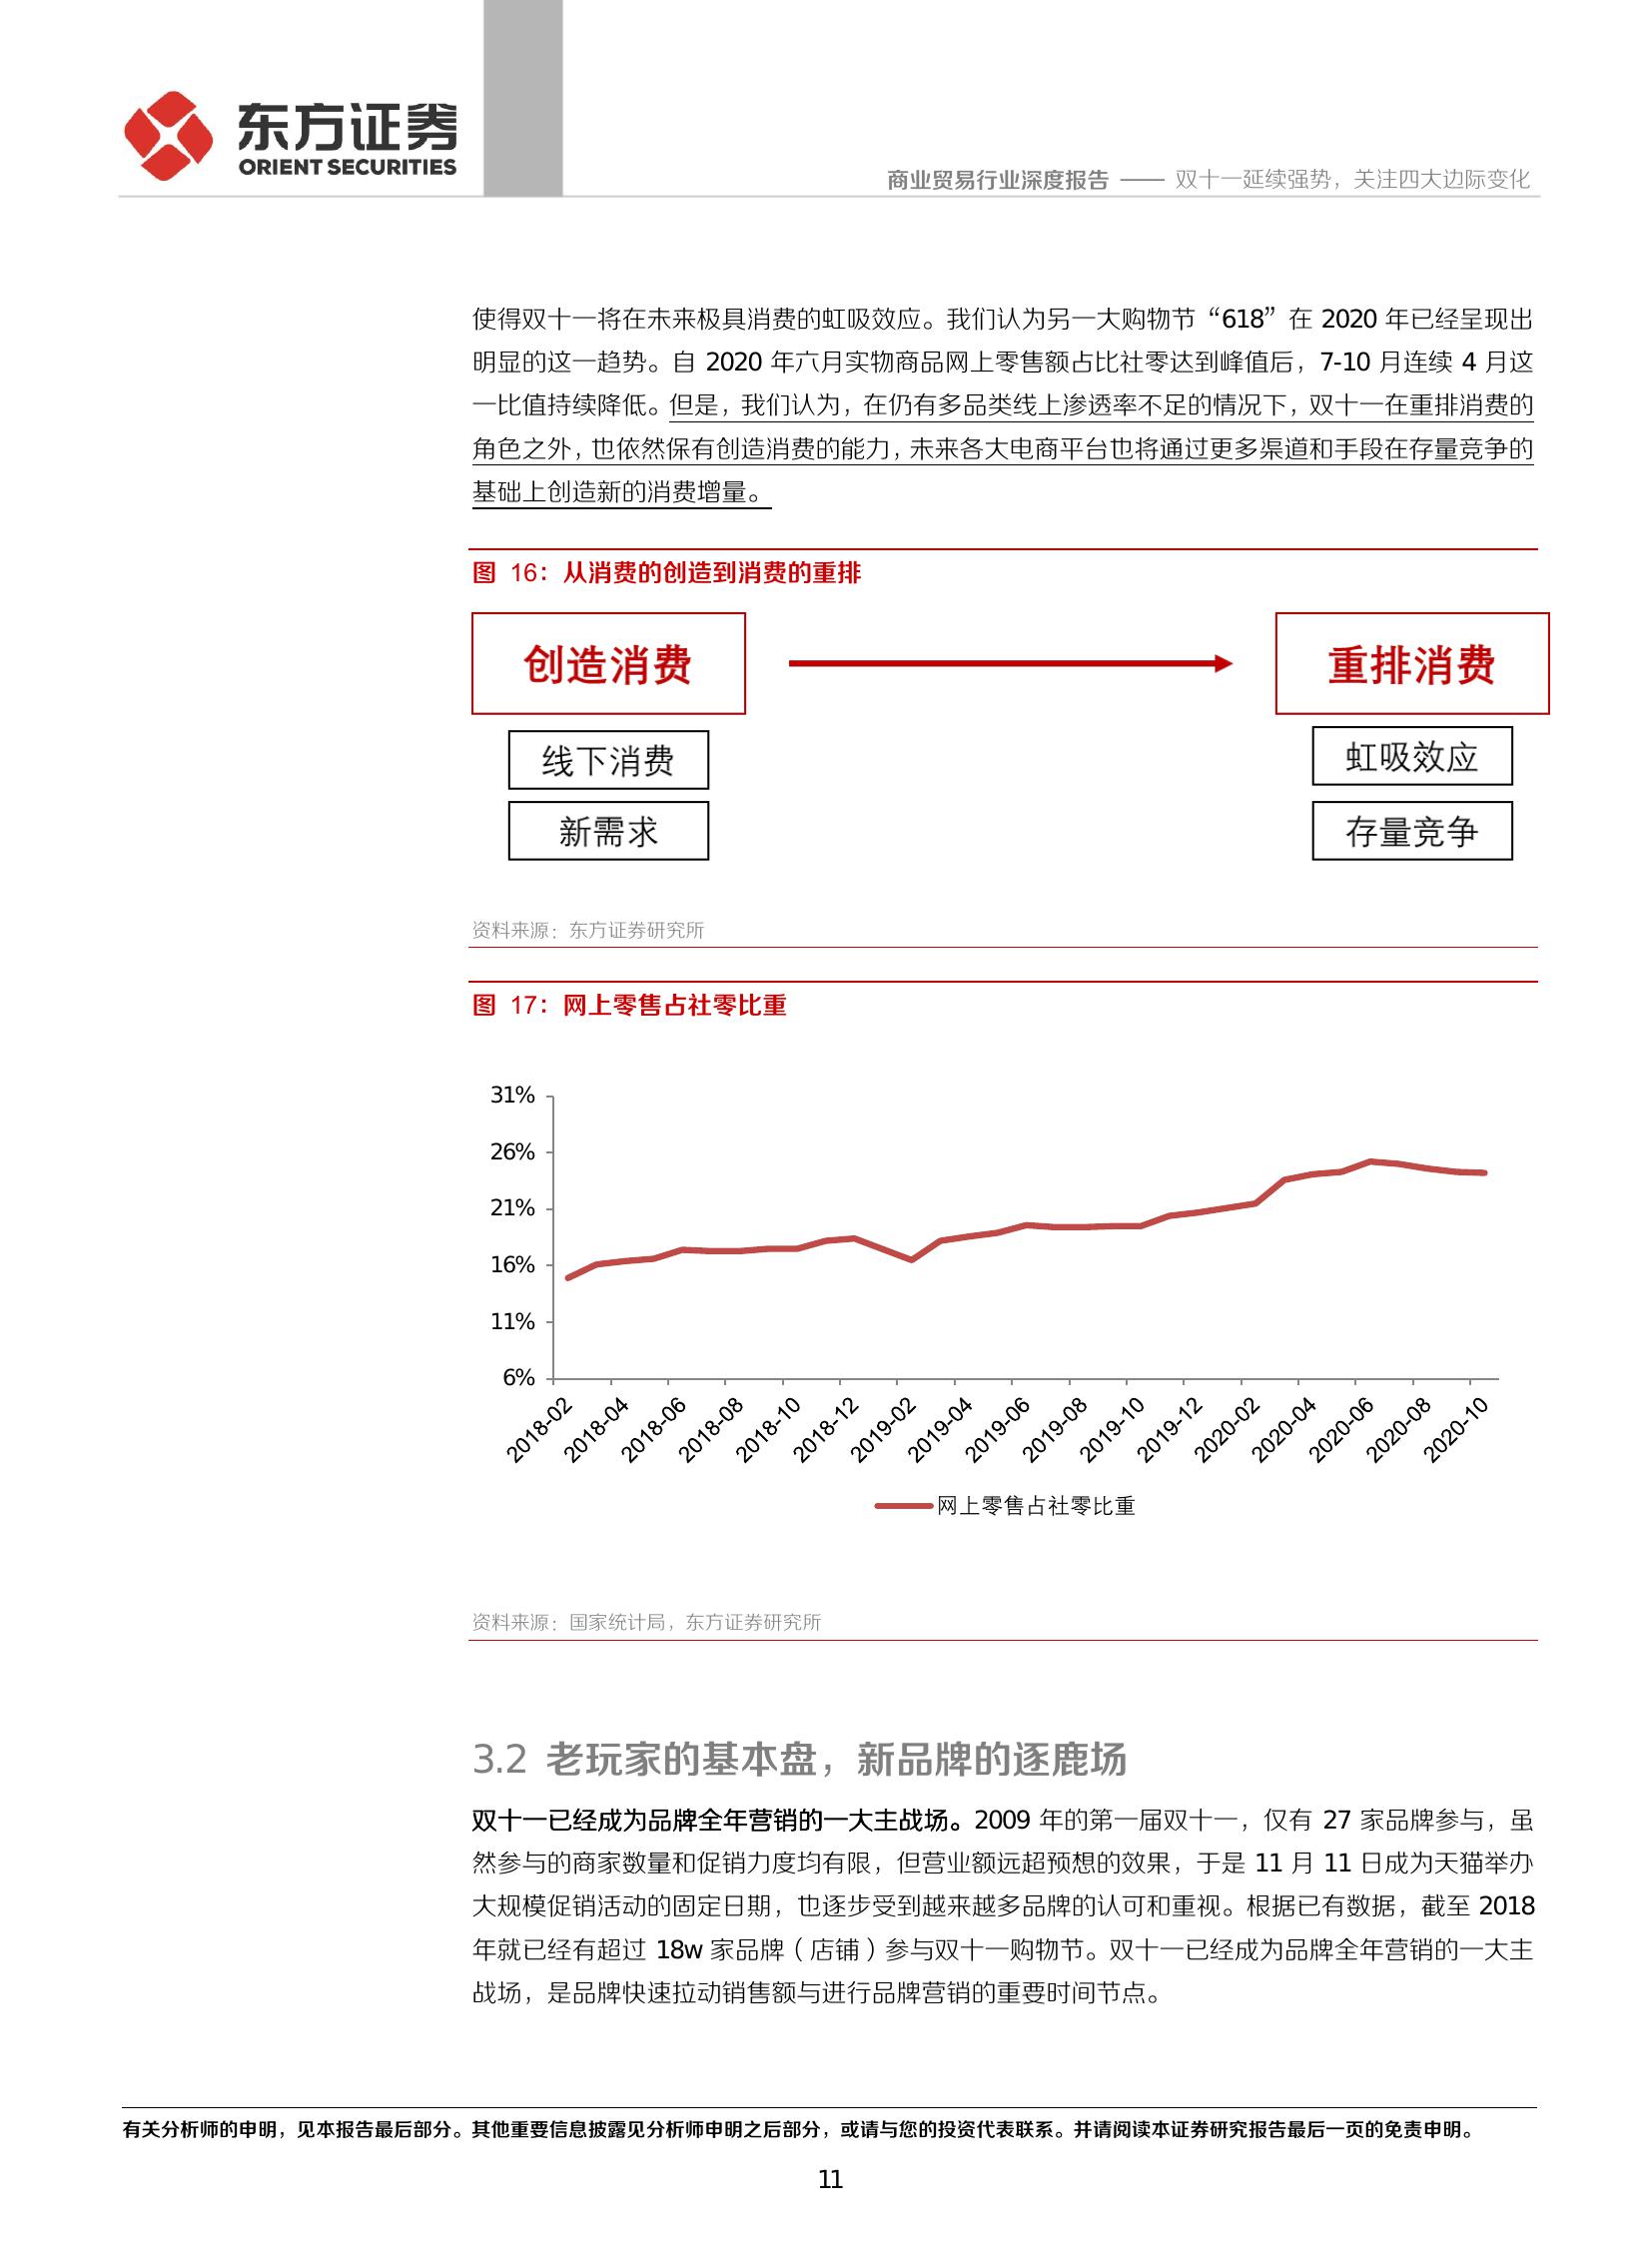 东方证券
ORIENT SECURITIES
商业贸易行业深度报告 —— 双十一延续强势，关注四大边际变化
使得双十一将在未来极具消费的虹吸效应。我们认为另一大购物节“618”在 2020 年已经呈现出
明显的这一趋势。自 2020 年六月实物商品网上零售额占比社零达到峰值后，7-10 月连续 4 月这
一比值持续降低。但是，我们认为，在仍有多品类线上渗透率不足的情况下，双十一在重排消费的
角色之外，也依然保有创造消费的能力，未来各大电商平台也将通过更多渠道和手段在存量竞争的
基础上创造新的消费增量。
图 16：从消费的创造到消费的重排
创造消费
重排消费
线下消费
虹吸效应
新需求
存量竞争
资料来源：东方证券研究所
图 17：网上零售占社零比重
31%
26%
21%
16%
11%
6%
2018-02
2018-04
2018-06
2018-08
2018-10
2018-12
2019-02
2019-04
2019-06
2019-08
2019-10
2019-12
2020-02
2020-04
2020-06
2020-08
2020-10
网上零售占社零比重
资料来源：国家统计局，东方证券研究所
3.2 老玩家的基本盘，新品牌的逐鹿场
双十一已经成为品牌全年营销的一大主战场。2009 年的第一届双十一，仅有 27 家品牌参与，虽
然参与的商家数量和促销力度均有限，但营业额远超预想的效果，于是 11 月 11 日成为天猫举办
大规模促销活动的固定日期，也逐步受到越来越多品牌的认可和重视。根据已有数据，截至 2018
年就已经有超过 18w 家品牌（店铺）参与双十一购物节。双十一已经成为品牌全年营销的一大主
战场，是品牌快速拉动销售额与进行品牌营销的重要时间节点。
有关分析师的申明，见本报告最后部分。其他重要信息披露见分析师申明之后部分，或请与您的投资代表联系。并请阅读本证券研究报告最后一页的免责申明。
11